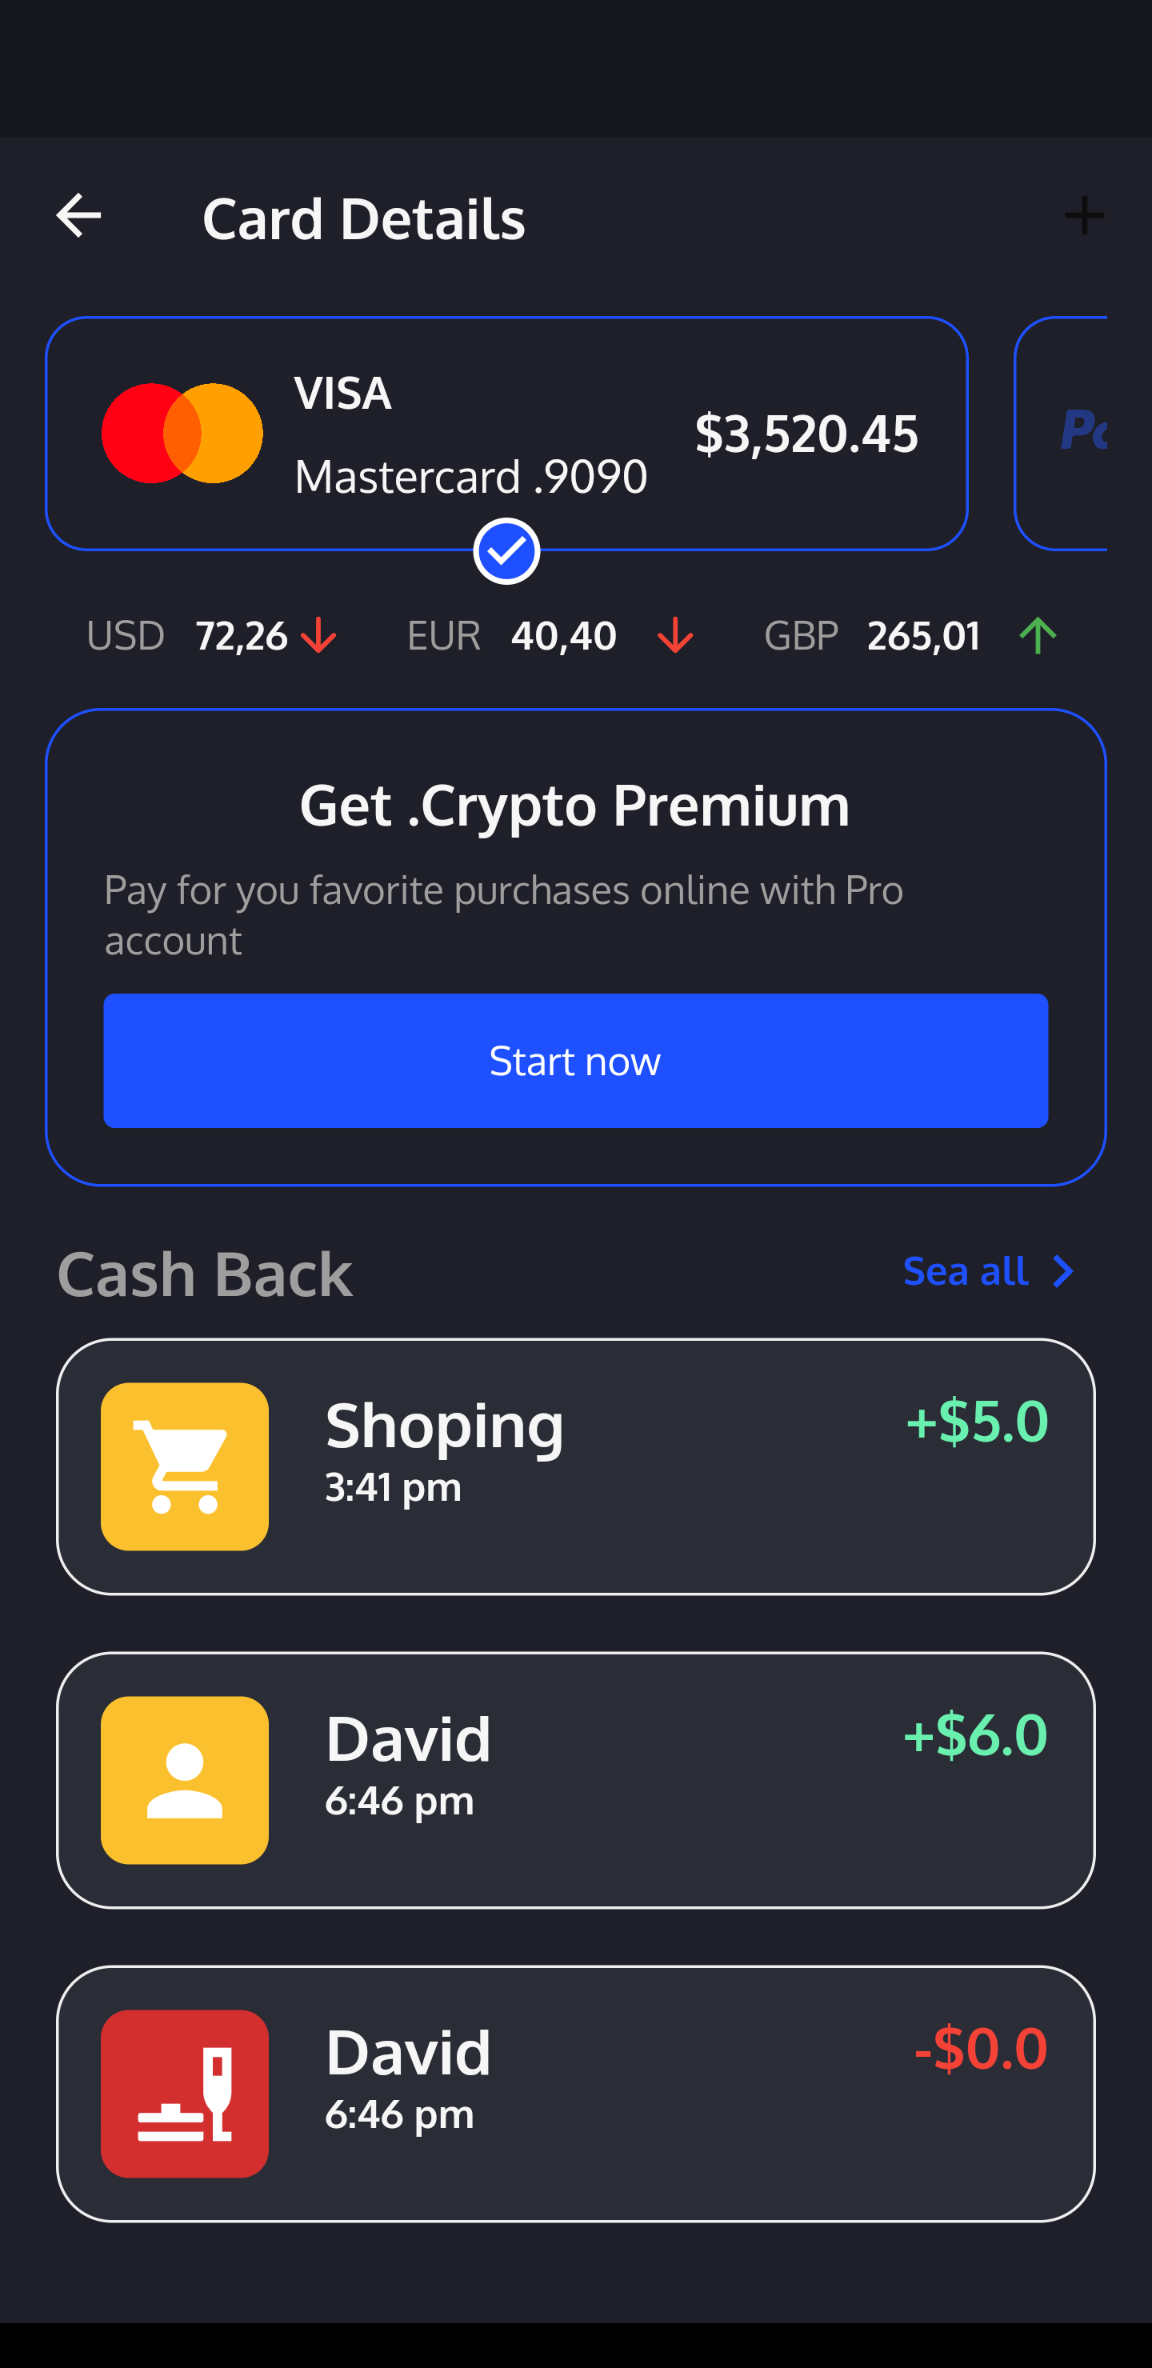 Card Details
VISA
Mastercard .9090
$3,520.45
USD 72,26 EUR 40,40 GBP 265,01
Get .Crypto Premium
Pay for you favorite purchases online with Pro
account
Start now
Cash Back
Sea all
Shoping
3:41 pm
+$5.0
David
6:46 pm
+$6.0
David
6:46 pm
-$0.0